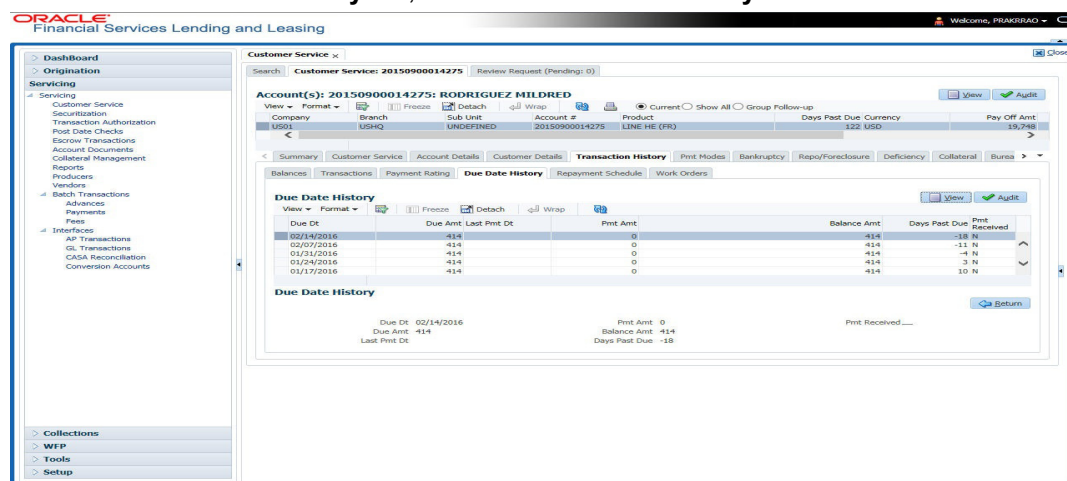 ORACLE
Financial Services Lending and Leasing
Welcome, PRAKRRAO
DashBoard
Origination
Servicing
Servicing
Customer Service
Securitization
Transaction Authorization
Post Date Checks
Escrow Transactions
Account Documents
Collateral Management
Reports
Producers
Vendors
Batch Transactions
Advances
Payments
Fees
Interfaces
AP Transactions
GL Transactions
CASA Reconciliation
Conversion Accounts
Collections
WFP
Tools
Setup
Customer Service
Close
Search Customer Service: 20150900014275 Review Request (Pending: 0)
Account(s): 20150900014275: RODRIGUEZ MILDRED
View Audit
View Format Freeze Detach Wrap Current Show All Group Follow-up
Company Branch Sub Unit Account # Product Days Past Due Currency Pay Off Amt
US01 USHQ UNDEFINED 20150900014275 LINE HE (FR) 122 USD 19,748
Summary Customer Service Account Details Customer Details Transaction History Pmt Modes Bankruptcy Repo/Foreclosure Deficiency Collateral Burea
Balances Transactions Payment Rating Due Date History Repayment Schedule Work Orders
Due Date History
View Audit
View Format Freeze Detach Wrap
Due Dt Due Amt Last Pmt Dt Pmt Amt Balance Amt Days Past Due Pmt Received
02/14/2016 414 0 414 -18 N
02/07/2016 414 0 414 -11 N
01/31/2016 414 0 414 -4 N
01/24/2016 414 0 414 3 N
01/17/2016 414 0 414 10 N
Due Date History
Return
Due Dt 02/14/2016 Pmt Amt 0 Pmt Received
Due Amt 414 Balance Amt 414
Last Pmt Dt Days Past Due -18